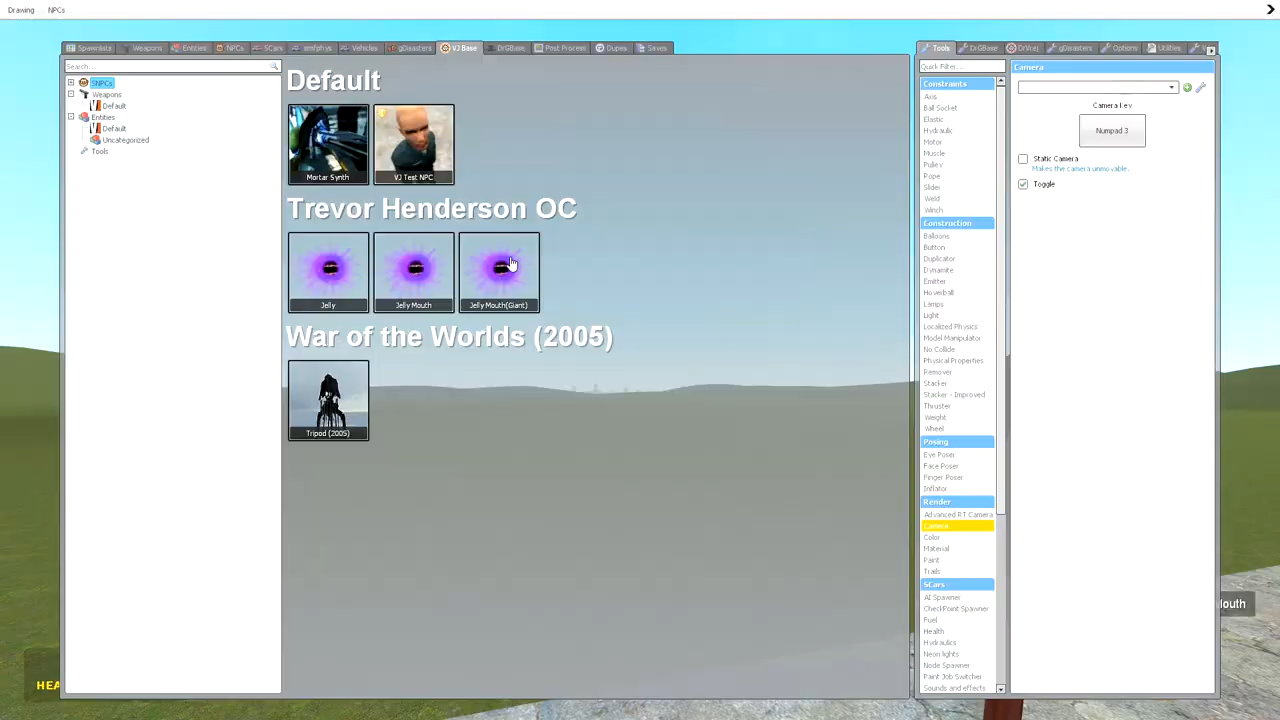 Drawing NPCs
Spawnlists Weapons Entities NPCs SCars simfphys Vehicles gDisasters VJ Base DrGBase Post Process Dupes Saves
Search...
SNPCs
Weapons
Default
Entities
Default
Uncategorized
Tools
Default
Mortar Synth
VJ Test NPC
Trevor Henderson OC
Jelly
Jelly Mouth
Jelly Mouth(Giant)
War of the Worlds (2005)
Tripod (2005)
Tools DrGBase gDisasters Options Utilities
Quick Filter...
Constraints
Axis
Ball Socket
Elastic
Hydraulic
Motor
Muscle
Pulley
Rope
Slider
Weld
Winch
Construction
Balloons
Button
Duplicator
Dynamite
Emitter
Hoverball
Lamps
Light
Localized Physics
Model Manipulator
No Collide
Physical Properties
Remover
Stacker
Stacker - Improved
Thruster
Weight
Wheel
Posing
Eye Poser
Face Poser
Finger Poser
Inflator
Render
Advanced RT Camera
Camera
Color
Material
Paint
Trails
SCars
AI Spawner
CheckPoint Spawner
Fuel
Health
Hydraulics
Neon lights
Node Spawner
Paint Job Switcher
Sounds and effects
Camera
Camera Key
Numpad 3
Static Camera
Makes the camera unmovable.
Toggle
louth
HEA